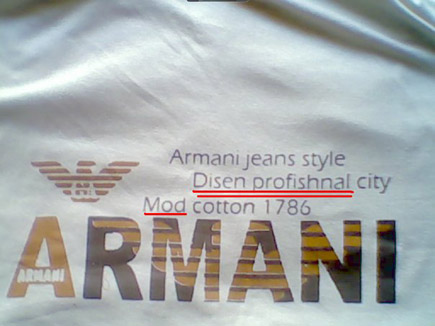 Armani jeans style
Disen profishnal city
Mod cotton 1786
ARMANI
ARMANI